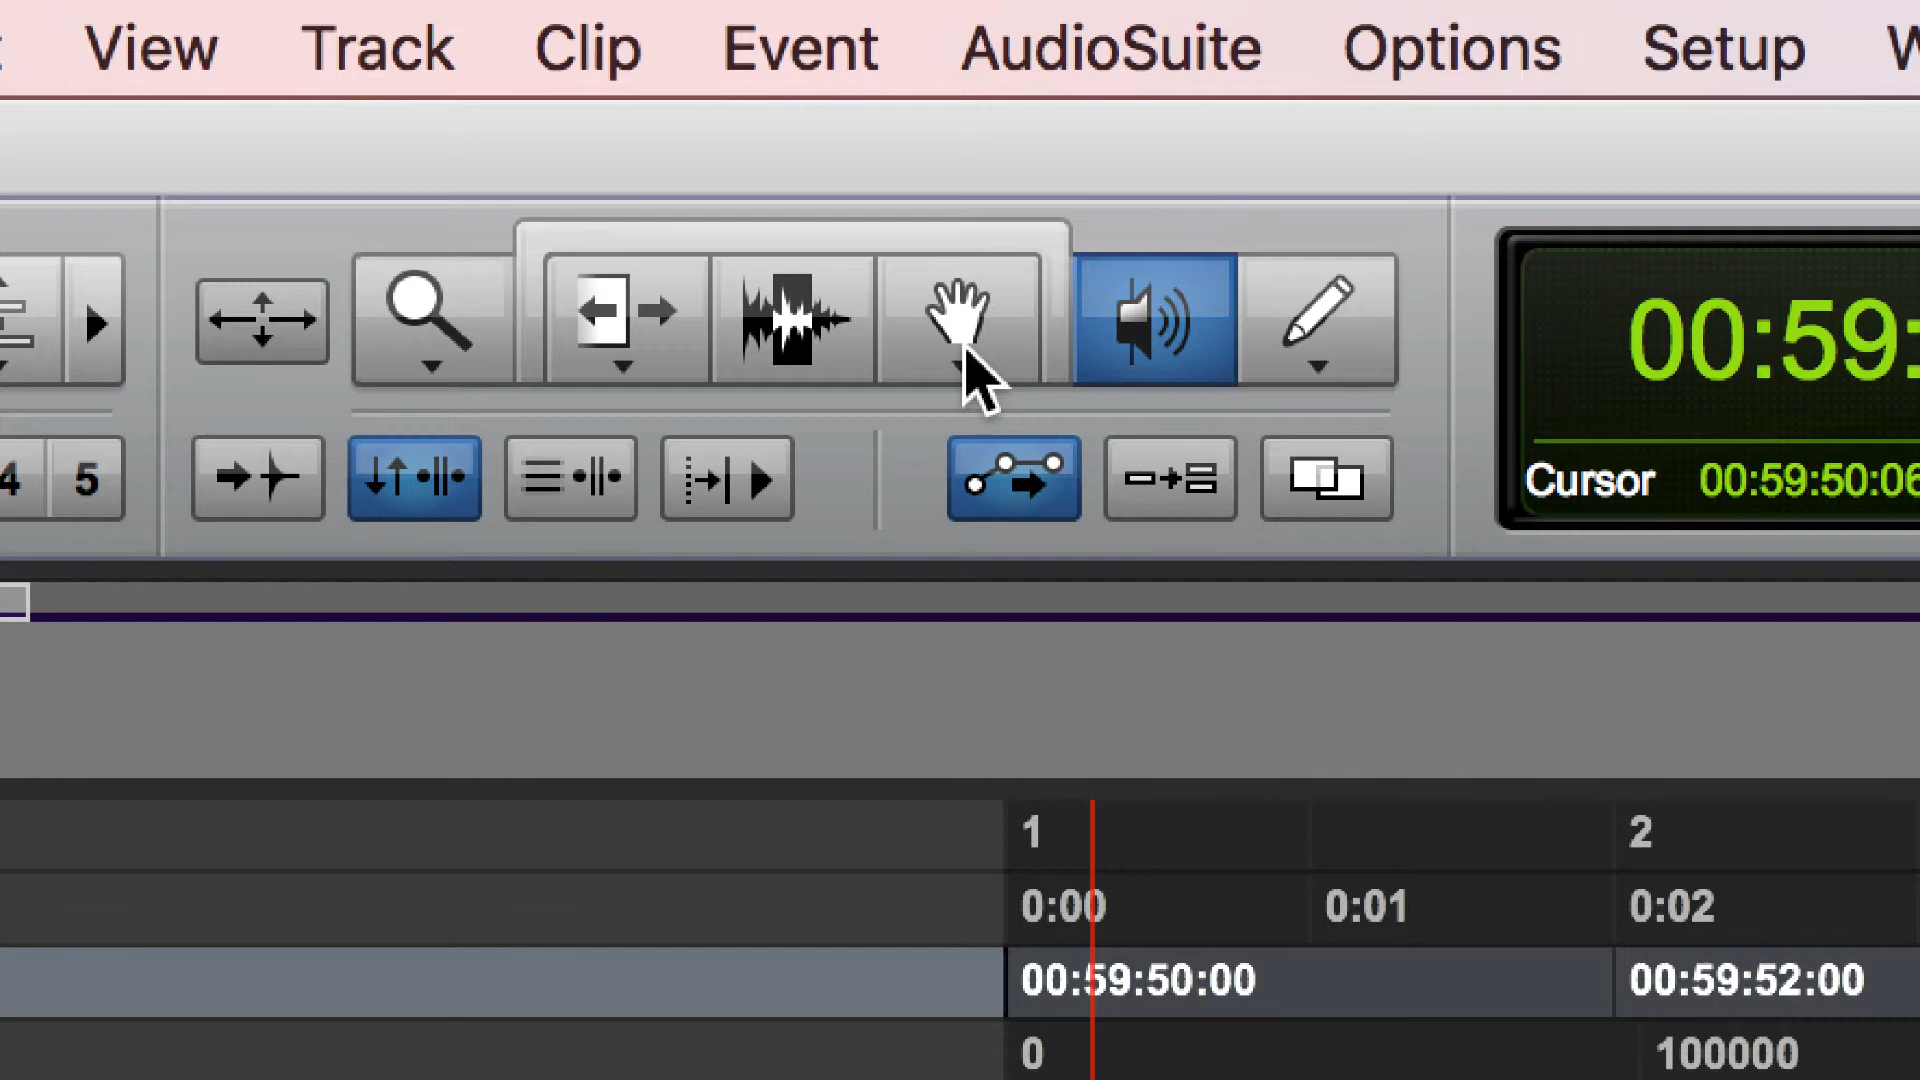 View Track Clip Event AudioSuite Options Setup
00:59:
4 5
Cursor 00:59:50:06
1 2
0:00 0:01 0:02
00:59:50:00 00:59:52:00
0 100000